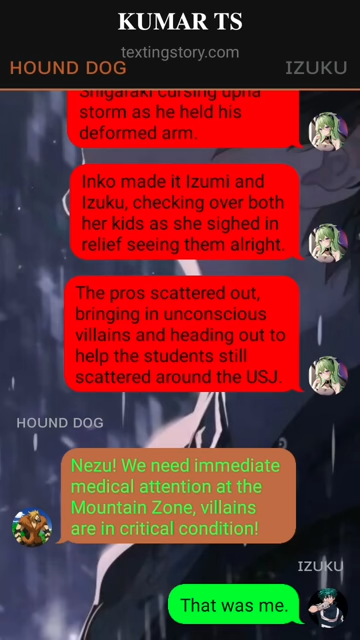 KUMAR TS
textingstory.com
HOUND DOG
IZUKU
Shigaraki cursing upna
storm as he held his
deformed arm.
Inko made it Izumi and
Izuku, checking over both
her kids as she sighed in
relief seeing them alright.
The pros scattered out,
bringing in unconscious
villains and heading out to
help the students still
scattered around the USJ.
HOUND DOG
Nezu! We need immediate
medical attention at the
Mountain Zone, villains
are in critical condition!
IZUKU
That was me.